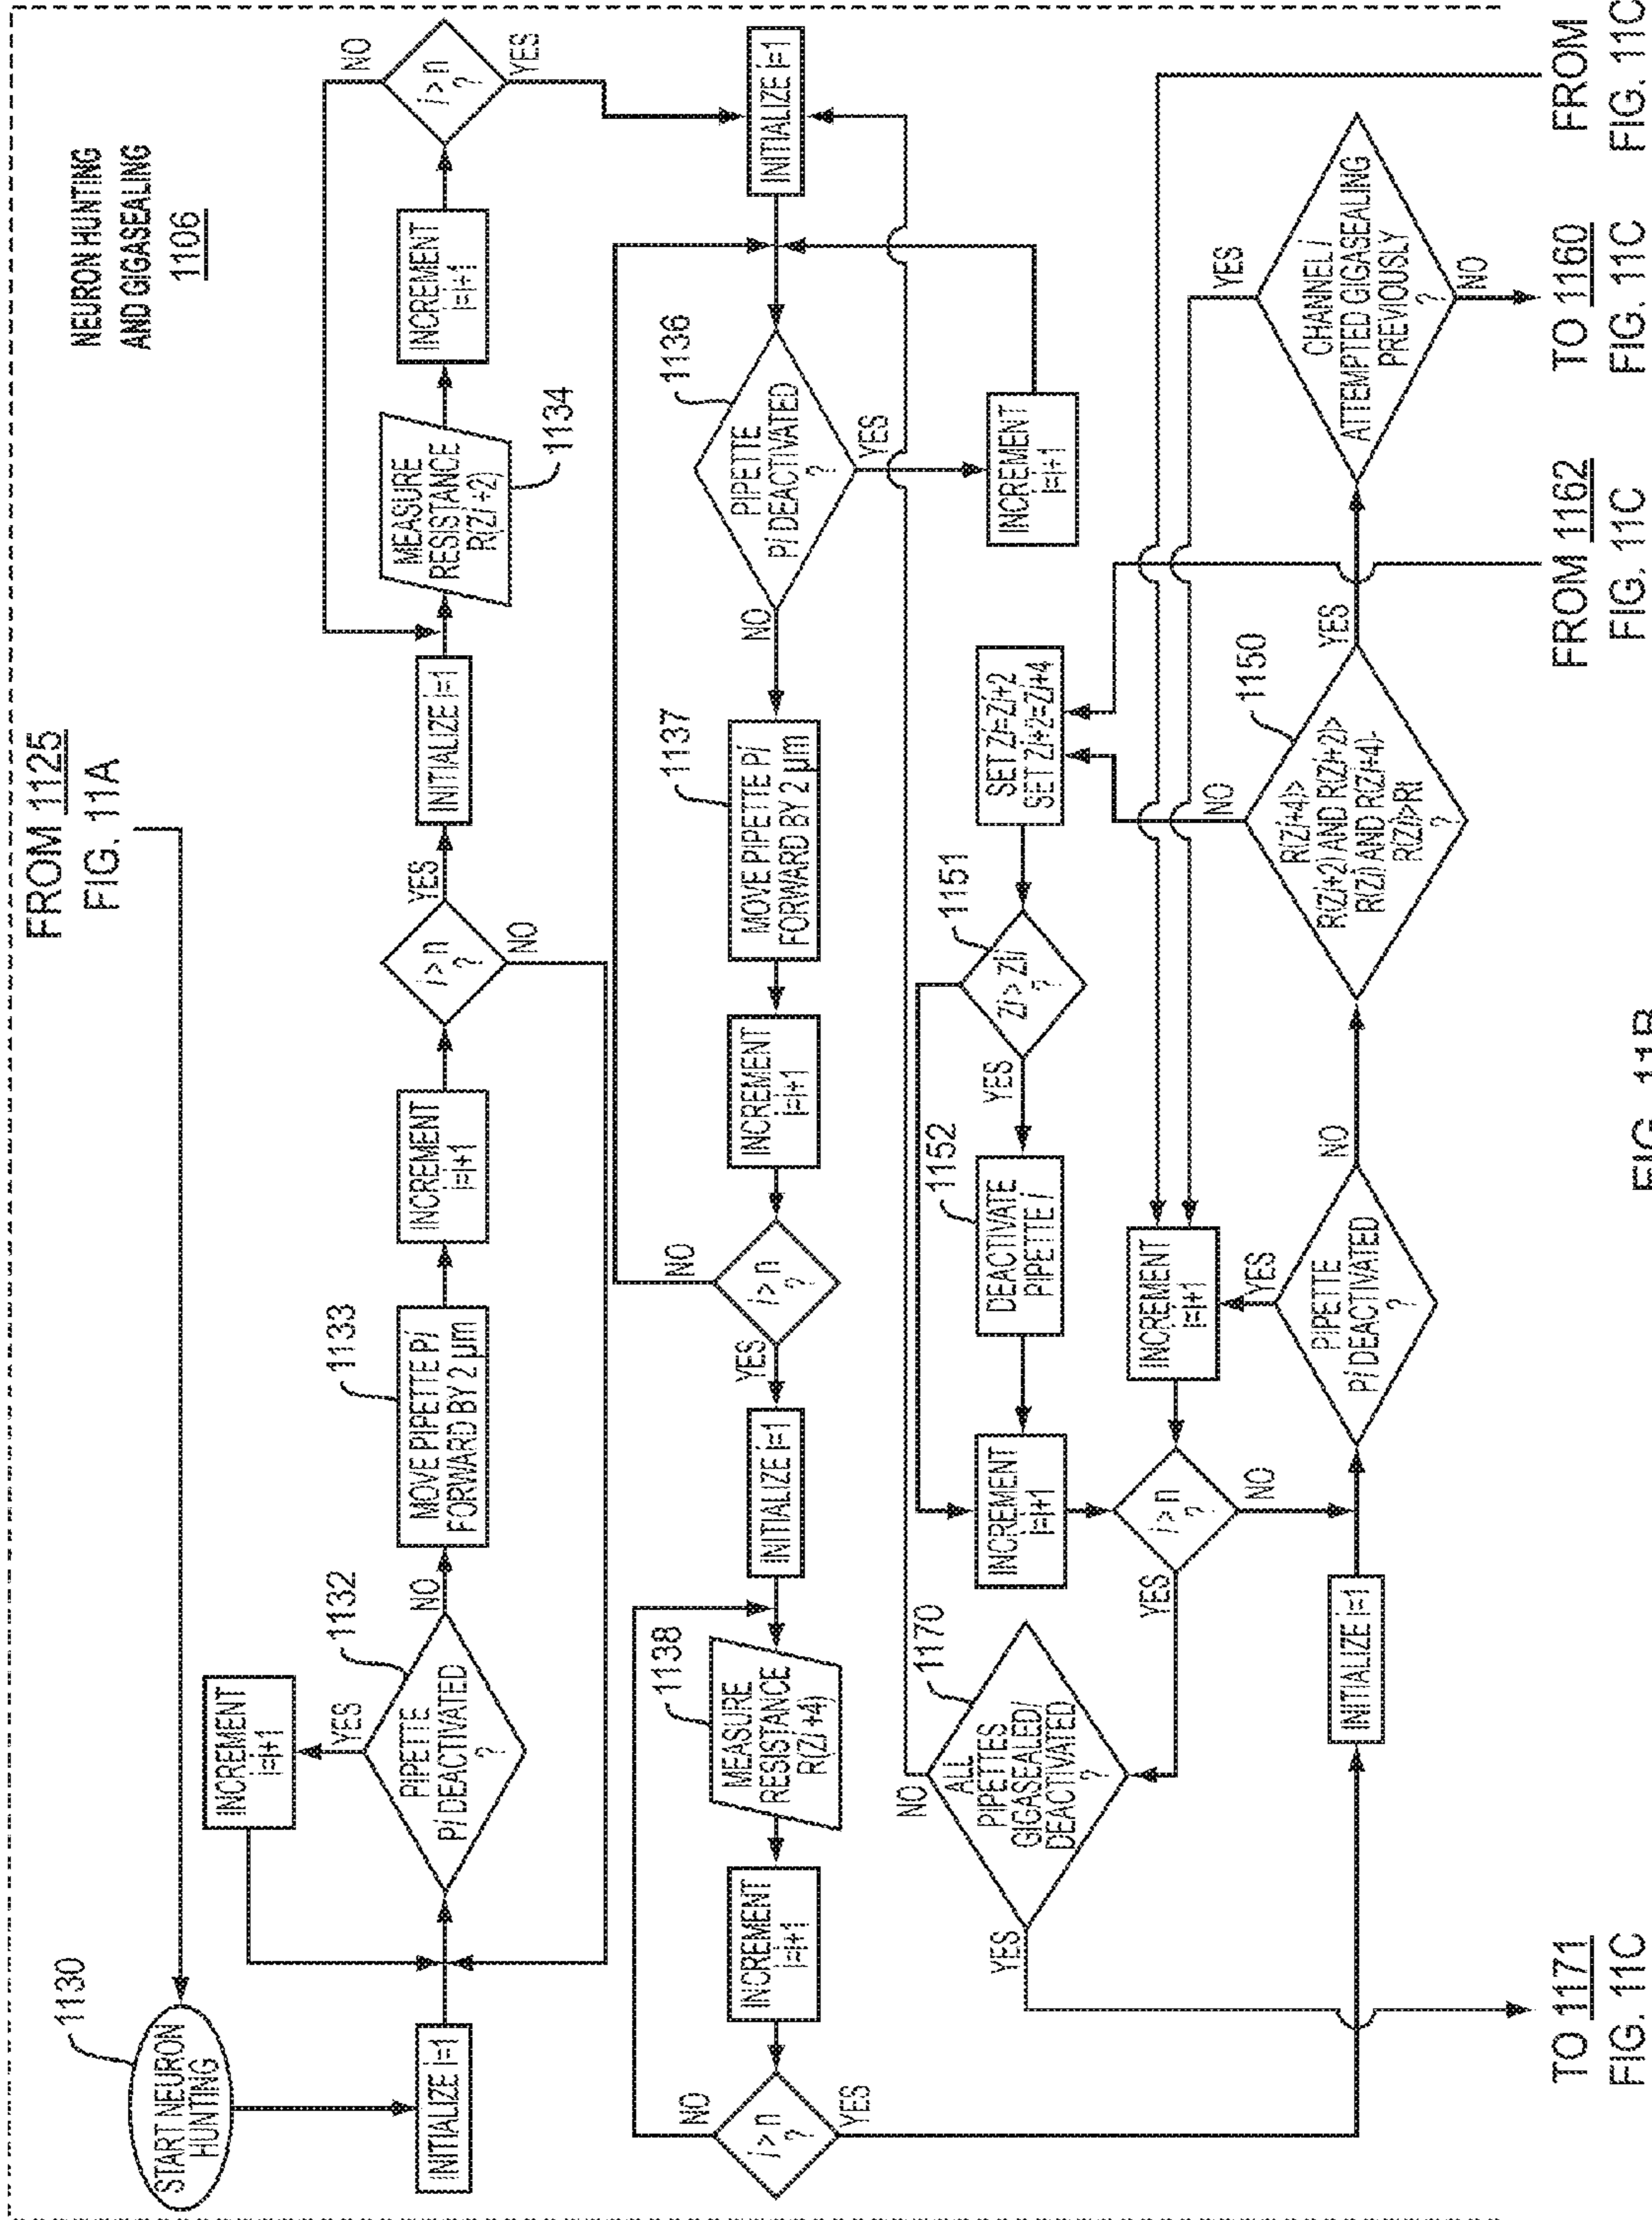 FROM 1125
FIG. 11A
NEURON HUNTING
AND GIGASEALING
1106
1130
START NEURON
HUNTING
INITIALIZE i=1
INCREMENT
i=i+1
YES
PIPETTE
Pi DEACTIVATED
?
1132
NO
1133
MOVE PIPETTE Pi
FORWARD BY 2 µm
INCREMENT
i=i+1
i > n
?
YES
NO
INITIALIZE i=1
MEASURE
RESISTANCE
R(Zi +2)
1134
INCREMENT
i=i+1
i > n
?
NO
YES
INITIALIZE i=1
1136
PIPETTE
Pi DEACTIVATED
?
YES
INCREMENT
i=i+1
NO
1137
MOVE PIPETTE Pi
FORWARD BY 2 µm
INCREMENT
i=i+1
NO
i > n
?
YES
INITIALIZE i=1
1138
MEASURE
RESISTANCE
R(Zi +4)
INCREMENT
i=i+1
NO
i > n
?
YES
INITIALIZE i=1
PIPETTE
Pi DEACTIVATED
?
YES
INCREMENT
i=i+1
NO
1150
R(Zi+4)>
R(Zi+2) AND R(Zi+2)>
R(Zi) AND R(Zi+4)-
R(Zi)>Rt
?
NO
YES
CHANNEL i
ATTEMPTED GIGASEALING
PREVIOUSLY
?
YES
NO
SET Zi=Zi+2
SET Zi+2=Zi+4
1151
?
YES
1152
DEACTIVATE
PIPETTE i
INCREMENT
i=i+1
i > n
?
NO
YES
1170
ALL
PIPETTES
GIGASEALED/
DEACTIVATED
?
NO
YES
TO 1171
FIG. 11C
FROM 1162
FIG. 11C
TO 1160
FIG. 11C
FROM
FIG. 11C
FIG. 11B